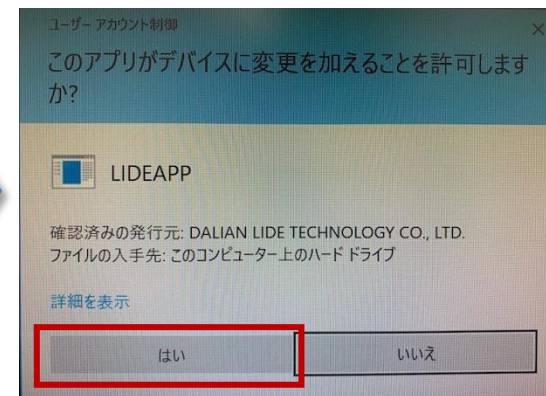 ユーザー アカウント制御
このアプリがデバイスに変更を加えることを許可します
か?
LIDEAPP
確認済みの発行元: DALIAN LIDE TECHNOLOGY CO., LTD.
ファイルの入手先: このコンピューター上のハード ドライブ
詳細を表示
はい
いいえ